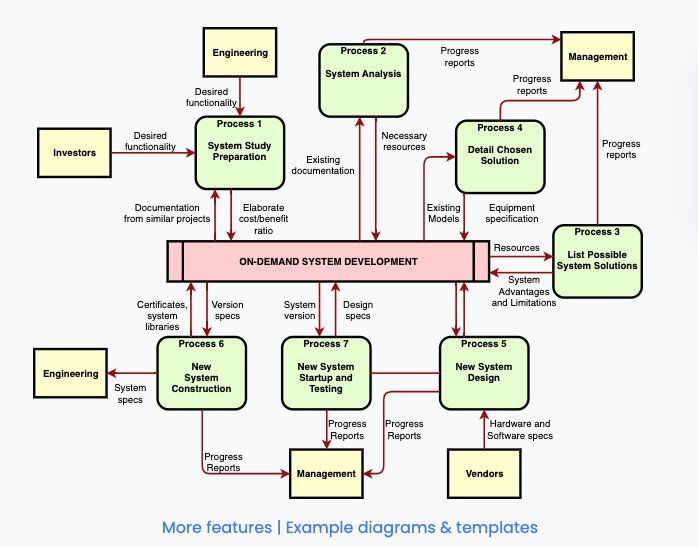 Engineering
Process 2
System Analysis
Progress
reports
Management
Desired
functionality
Progress
reports
Investors
Desired
functionality
Process 1
System Study
Preparation
Existing
documentation
Necessary
resources
Process 4
Detail Chosen
Solution
Progress
reports
Documentation
from similar projects
Elaborate
cost/benefit
ratio
Existing
Models
Equipment
specification
Process 3
List Possible
System Solutions
ON-DEMAND SYSTEM DEVELOPMENT
Resources
System
Advantages
and Limitations
Certificates,
system
libraries
Version
specs
System
version
Design
specs
Engineering
System
specs
Process 6
New
System
Construction
Process 7
New System
Startup and
Testing
Process 5
New System
Design
Progress
Reports
Progress
Reports
Progress
Reports
Hardware and
Software specs
Management
Vendors
More features | Example diagrams & templates